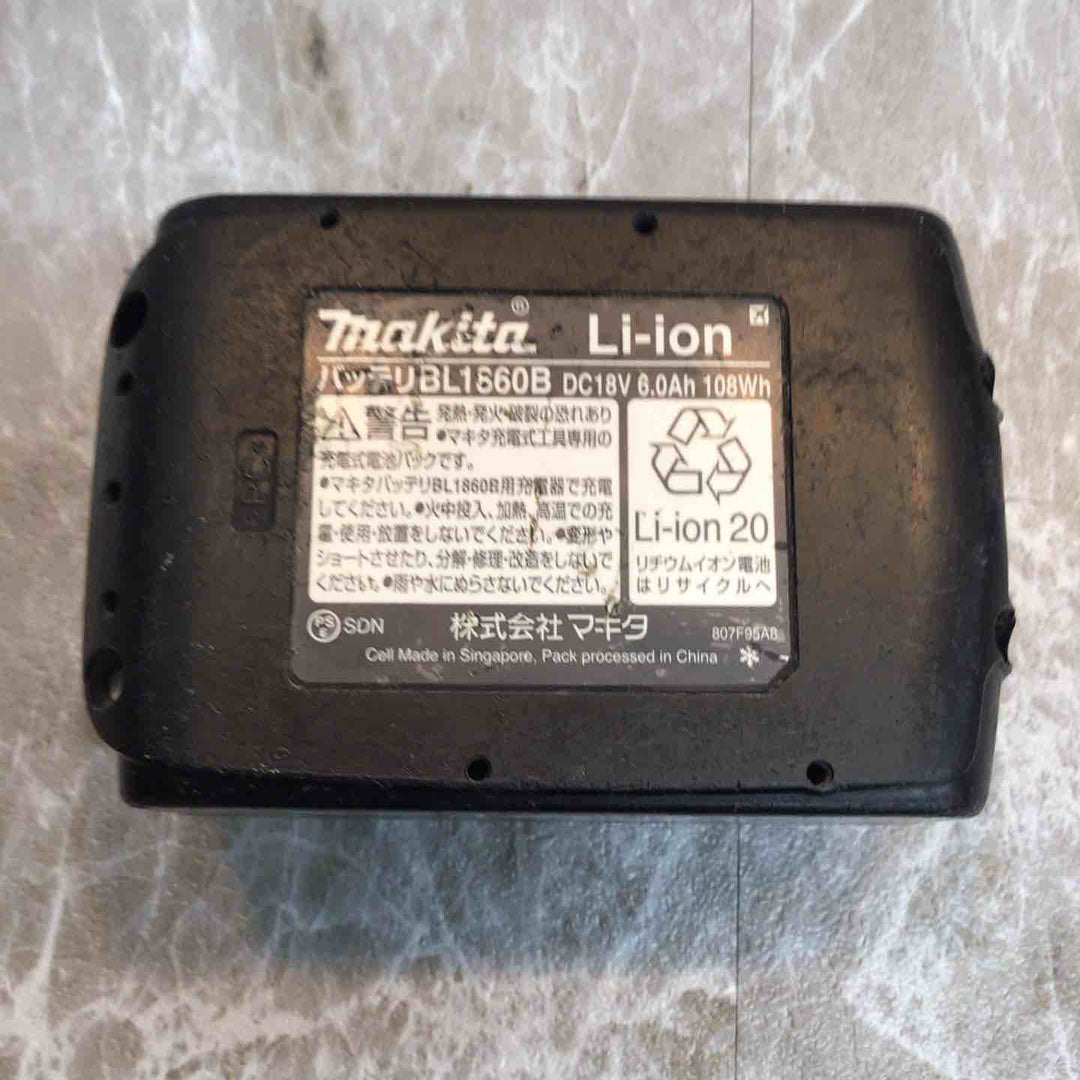 makita® Li-ion
バッテリBL1860B DC18V 6.0Ah 108Wh
警告 発熱・発火・破裂の恐れあり
●マキタ充電式工具専用の
充電式電池パックです。
●マキタバッテリBL1860B用充電器で充電
してください。●火中投入、加熱、高温での充
電・使用・放置をしないでください。●変形や
ショートさせたり、分解・修理・改造をしないで
ください。●雨や水にぬらさないでください。
Li-ion 20
リチウムイオン電池
はリサイクルへ
PS E SDN 株式会社マキタ 807F95A8
Cell Made in Singapore, Pack processed in China
>PC<